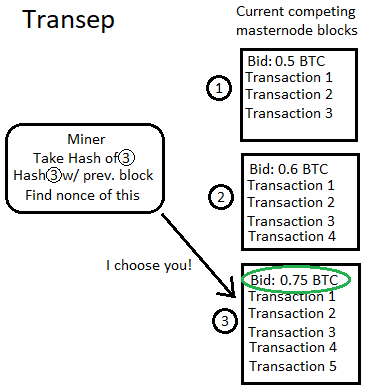 Transep
Current competing
masternode blocks
1
Bid: 0.5 BTC
Transaction 1
Transaction 2
Transaction 3
Miner
Take Hash of 3
Hash 3 w/ prev. block
Find nonce of this
2
Bid: 0.6 BTC
Transaction 1
Transaction 2
Transaction 3
Transaction 4
I choose you!
3
Bid: 0.75 BTC
Transaction 1
Transaction 2
Transaction 3
Transaction 4
Transaction 5